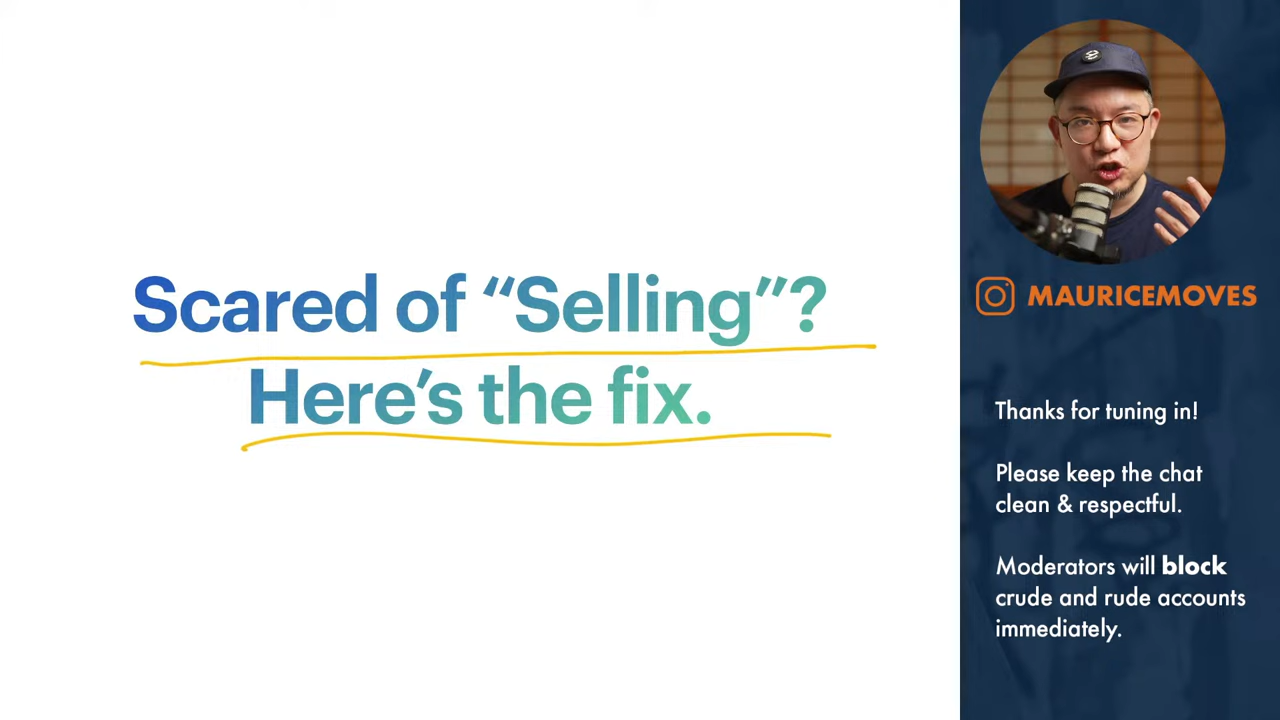 Scared of “Selling”?
Here’s the fix.
MAURICEMOVES
Thanks for tuning in!
Please keep the chat
clean & respectful.
Moderators will block
crude and rude accounts
immediately.